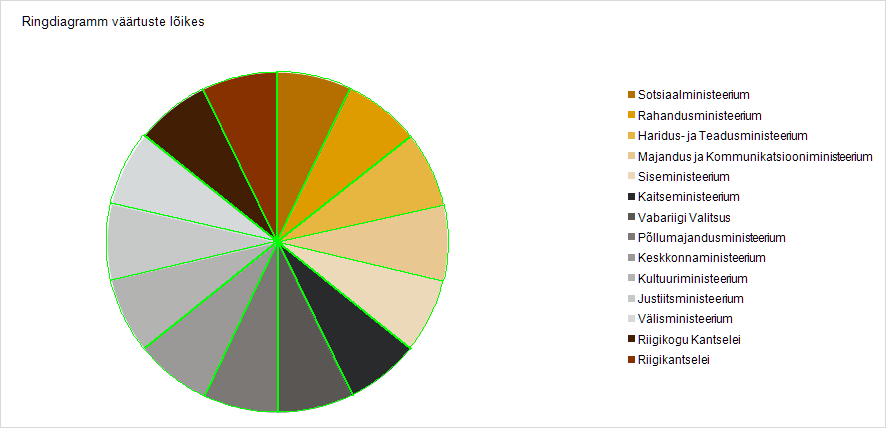 Ringdiagramm väärtuste lõikes
Sotsiaalministeerium
Rahandusministeerium
Haridus- ja Teadusministeerium
Majandus ja Kommunikatsiooniministeerium
Siseministeerium
Kaitseministeerium
Vabariigi Valitsus
Põllumajandusministeerium
Keskkonnaministeerium
Kultuuriministeerium
Justiitsministeerium
Välisministeerium
Riigikogu Kantselei
Riigikantselei